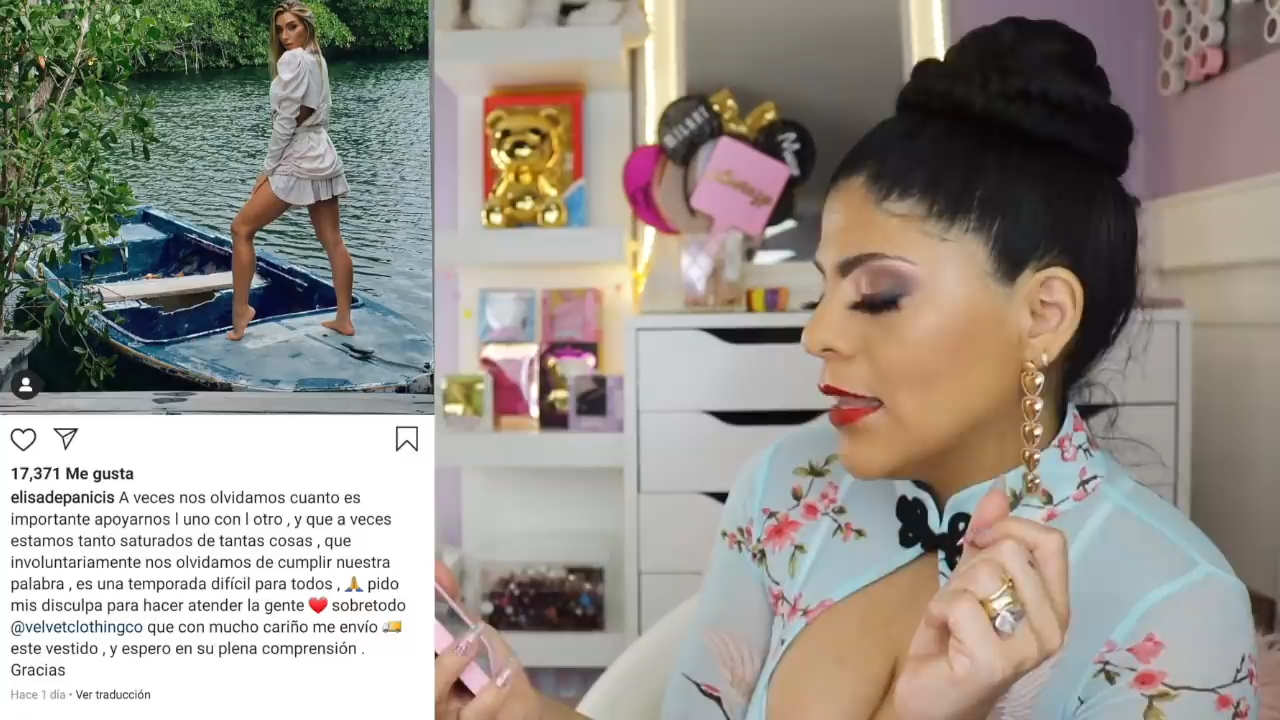 17,371 Me gusta
elisadepanicis A veces nos olvidamos cuanto es
importante apoyarnos l uno con l otro , y que a veces
estamos tanto saturados de tantas cosas , que
involuntariamente nos olvidamos de cumplir nuestra
palabra , es una temporada difícil para todos , 🙏 pido
mis disculpa para hacer atender la gente ❤️ sobretodo
@velvetclothingco que con mucho cariño me envío 🚚
este vestido , y espero en su plena comprensión .
Gracias
Hace 1 día • Ver traducción